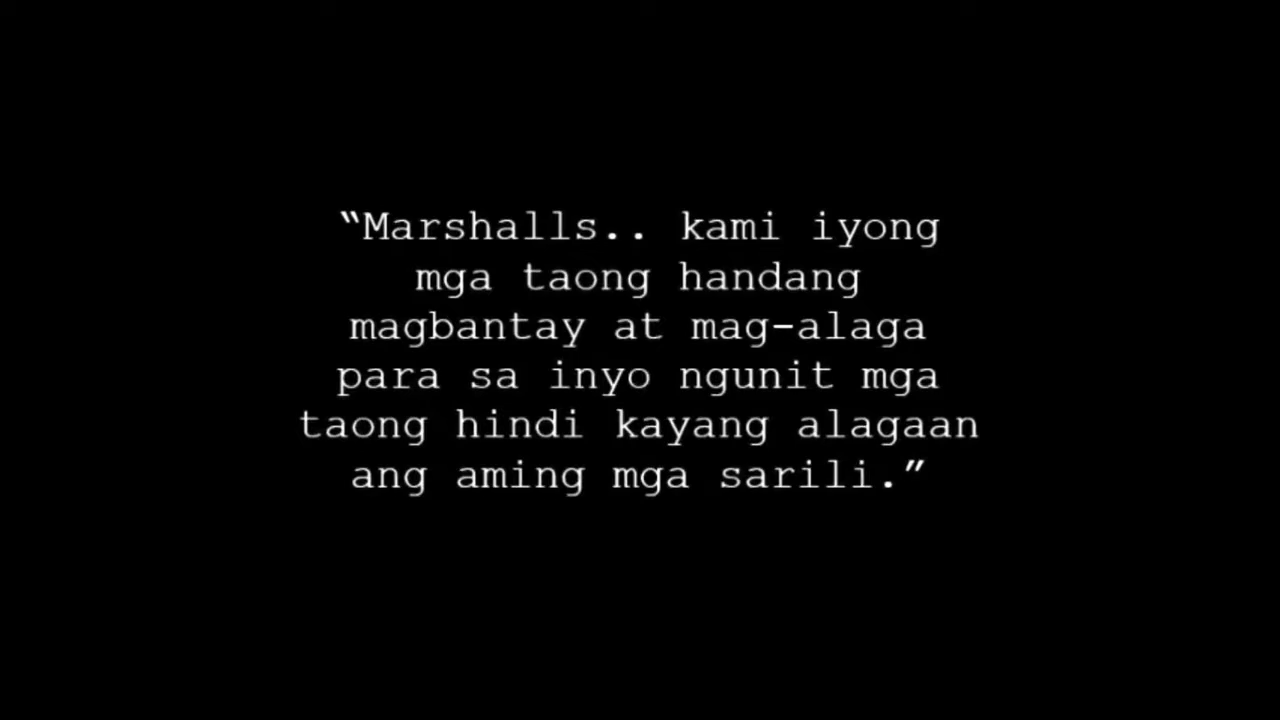 “Marshalls.. kami iyong
mga taong handang
magbantay at mag-alaga
para sa inyo ngunit mga
taong hindi kayang alagaan
ang aming mga sarili.”